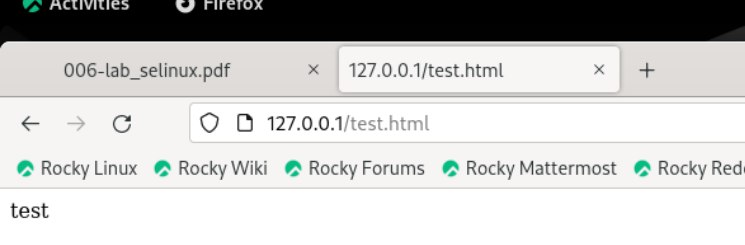 Activities Firefox
006-lab_selinux.pdf × 127.0.0.1/test.html × +
127.0.0.1/test.html
Rocky Linux Rocky Wiki Rocky Forums Rocky Mattermost Rocky Redd
test